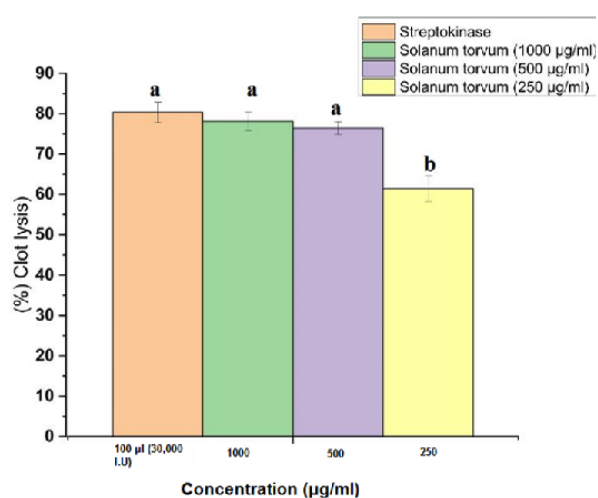 Streptokinase
Solanum torvum (1000 µg/ml)
Solanum torvum (500 µg/ml)
Solanum torvum (250 µg/ml)
90
80
70
60
50
40
30
20
10
0
(%) Clot lysis
a
a
a
b
100 µl (30,000
I.U)
1000
500
250
Concentration (µg/ml)